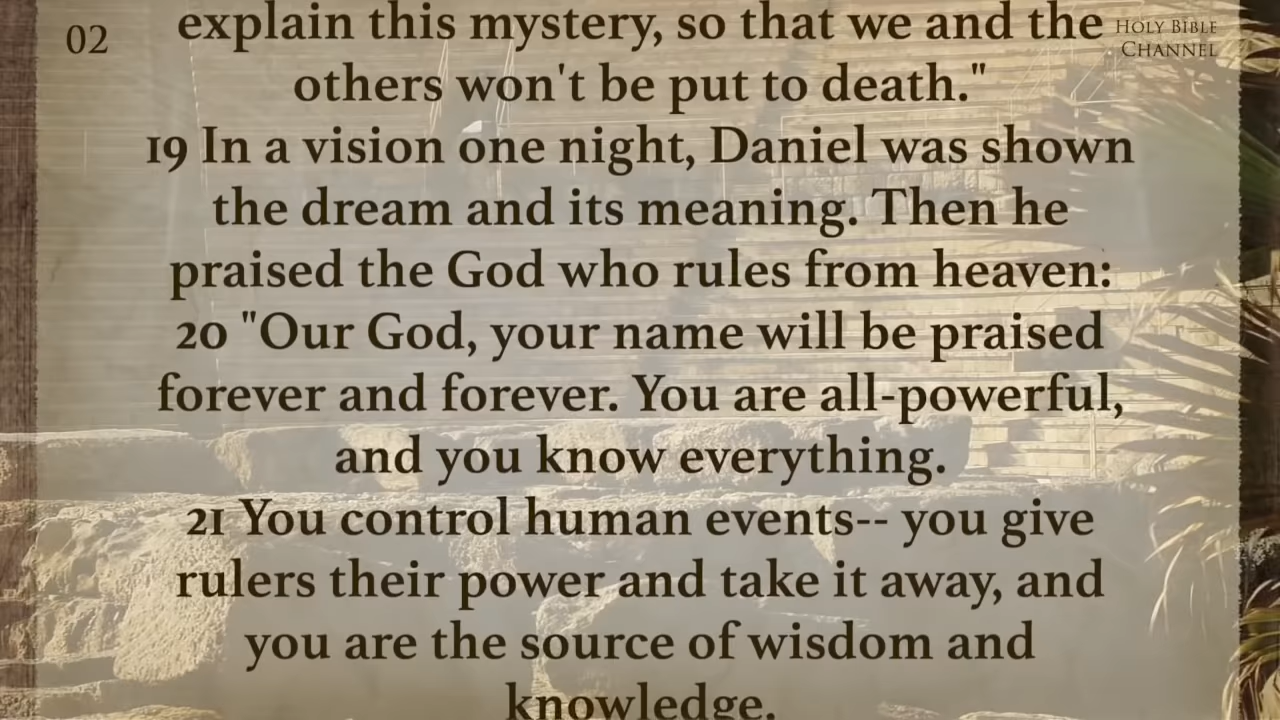 02
explain this mystery, so that we and the
HOLY BIBLE
CHANNEL
others won't be put to death."
19 In a vision one night, Daniel was shown
the dream and its meaning. Then he
praised the God who rules from heaven:
20 "Our God, your name will be praised
forever and forever. You are all-powerful,
and you know everything.
21 You control human events-- you give
rulers their power and take it away, and
you are the source of wisdom and
knowledge.